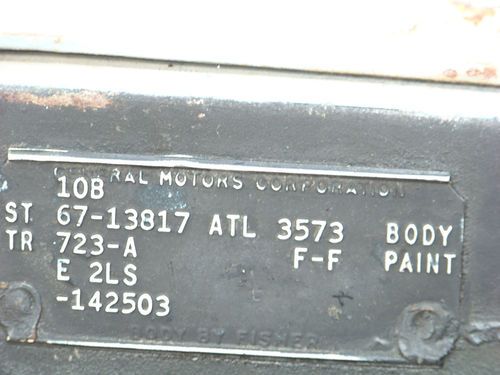 GENERAL MOTORS CORPORATION
10B
ST 67-13817 ATL 3573 BODY
TR 723-A F-F PAINT
E 2LS
-142503
BODY BY FISHER